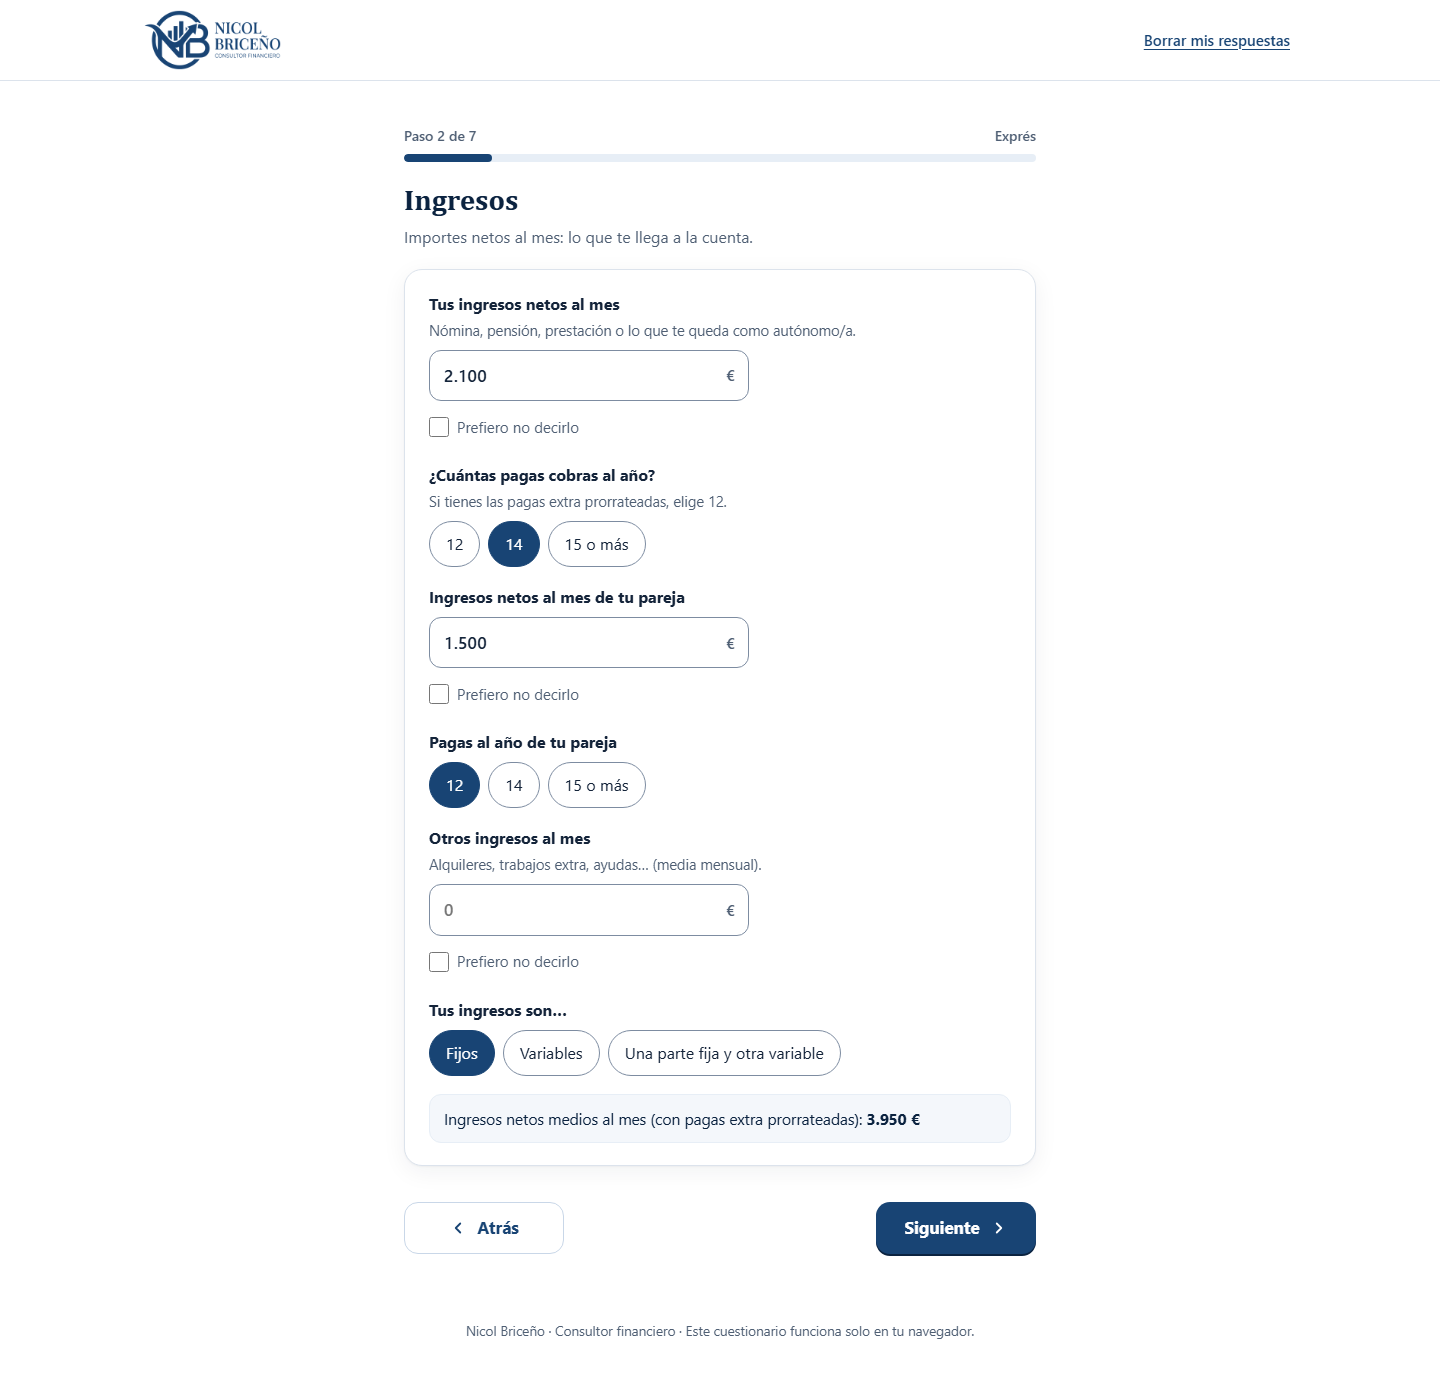 NICOL
BRICEÑO
CONSULTOR FINANCIERO
Borrar mis respuestas
Paso 2 de 7
Exprés
Ingresos
Importes netos al mes: lo que te llega a la cuenta.
Tus ingresos netos al mes
Nómina, pensión, prestación o lo que te queda como autónomo/a.
2.100 €
Prefiero no decirlo
¿Cuántas pagas cobras al año?
Si tienes las pagas extra prorrateadas, elige 12.
12 14 15 o más
Ingresos netos al mes de tu pareja
1.500 €
Prefiero no decirlo
Pagas al año de tu pareja
12 14 15 o más
Otros ingresos al mes
Alquileres, trabajos extra, ayudas... (media mensual).
0 €
Prefiero no decirlo
Tus ingresos son...
Fijos Variables Una parte fija y otra variable
Ingresos netos medios al mes (con pagas extra prorrateadas): 3.950 €
Atrás
Siguiente
Nicol Briceño · Consultor financiero · Este cuestionario funciona solo en tu navegador.